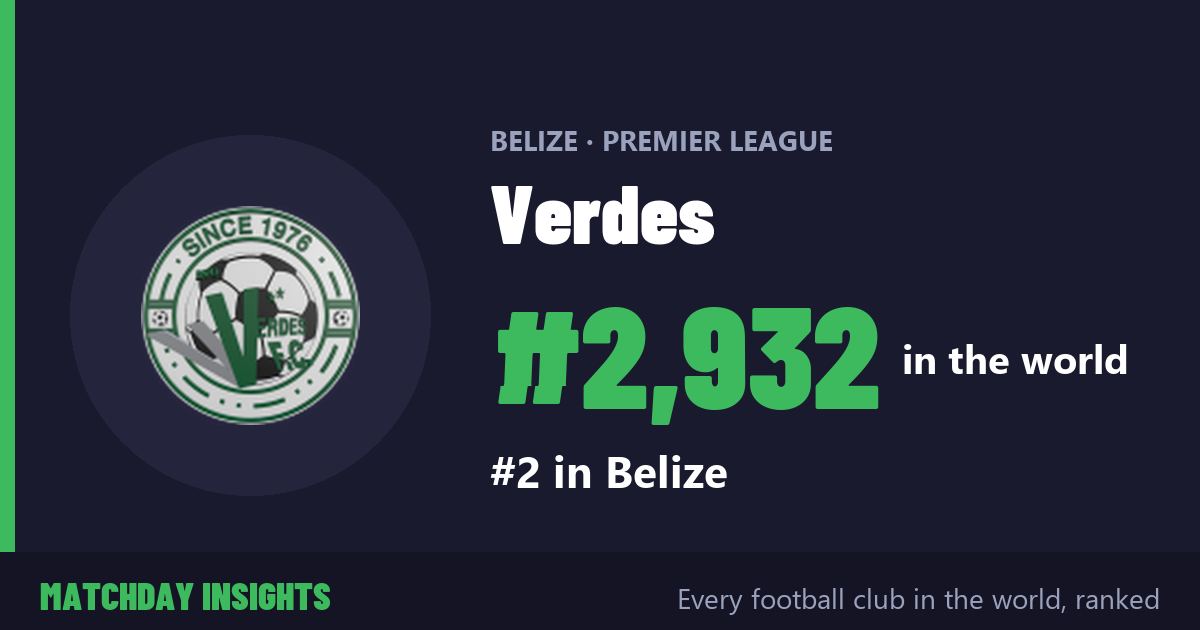 BELIZE · PREMIER LEAGUE
Verdes
SINCE 1976
VERDES
F.C.
#2,932 in the world
#2 in Belize
MATCHDAY INSIGHTS
Every football club in the world, ranked